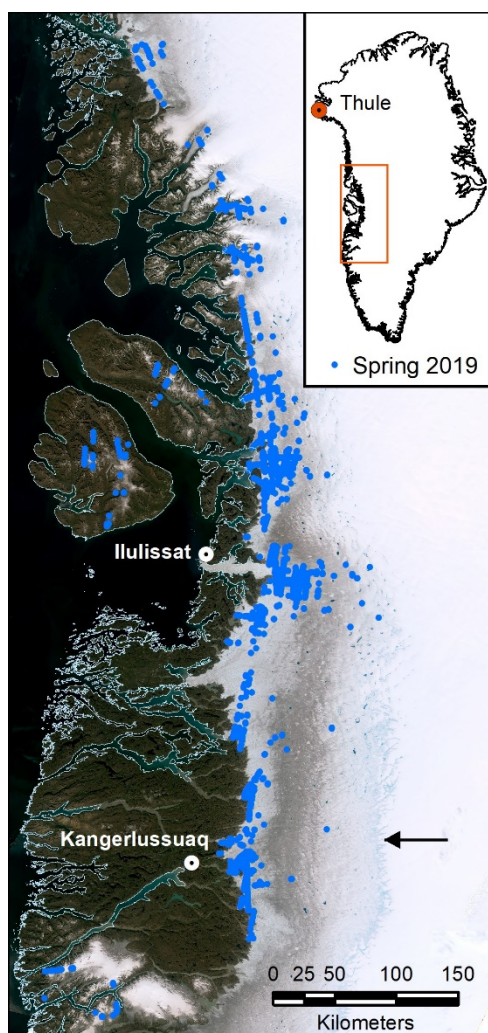 Thule
Spring 2019
Ilulissat
Kangerlussuaq
0 25 50 100 150
Kilometers